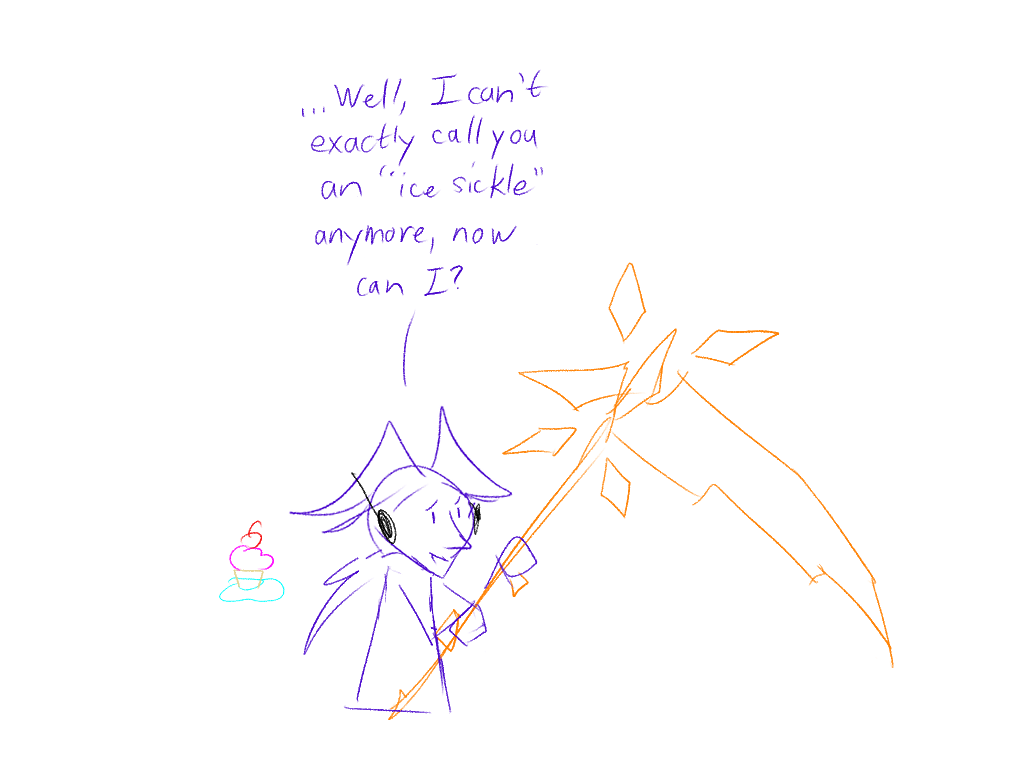 ...Well, I can't
exactly call you
an "ice sickle"
anymore, now
can I?